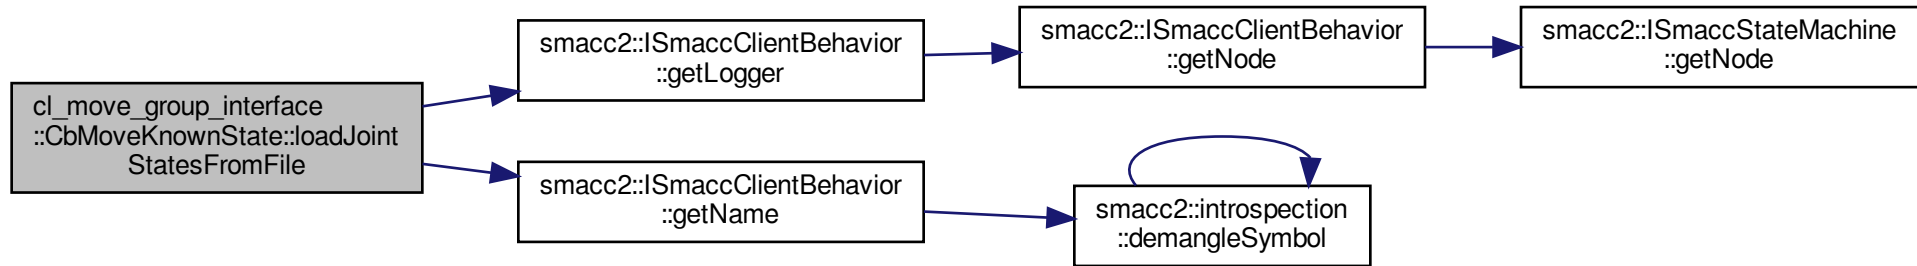 cl_move_group_interface
::CbMoveKnownState::loadJoint
StatesFromFile
smacc2::ISmaccClientBehavior
::getLogger
smacc2::ISmaccClientBehavior
::getNode
smacc2::ISmaccStateMachine
::getNode
smacc2::ISmaccClientBehavior
::getName
smacc2::introspection
::demangleSymbol